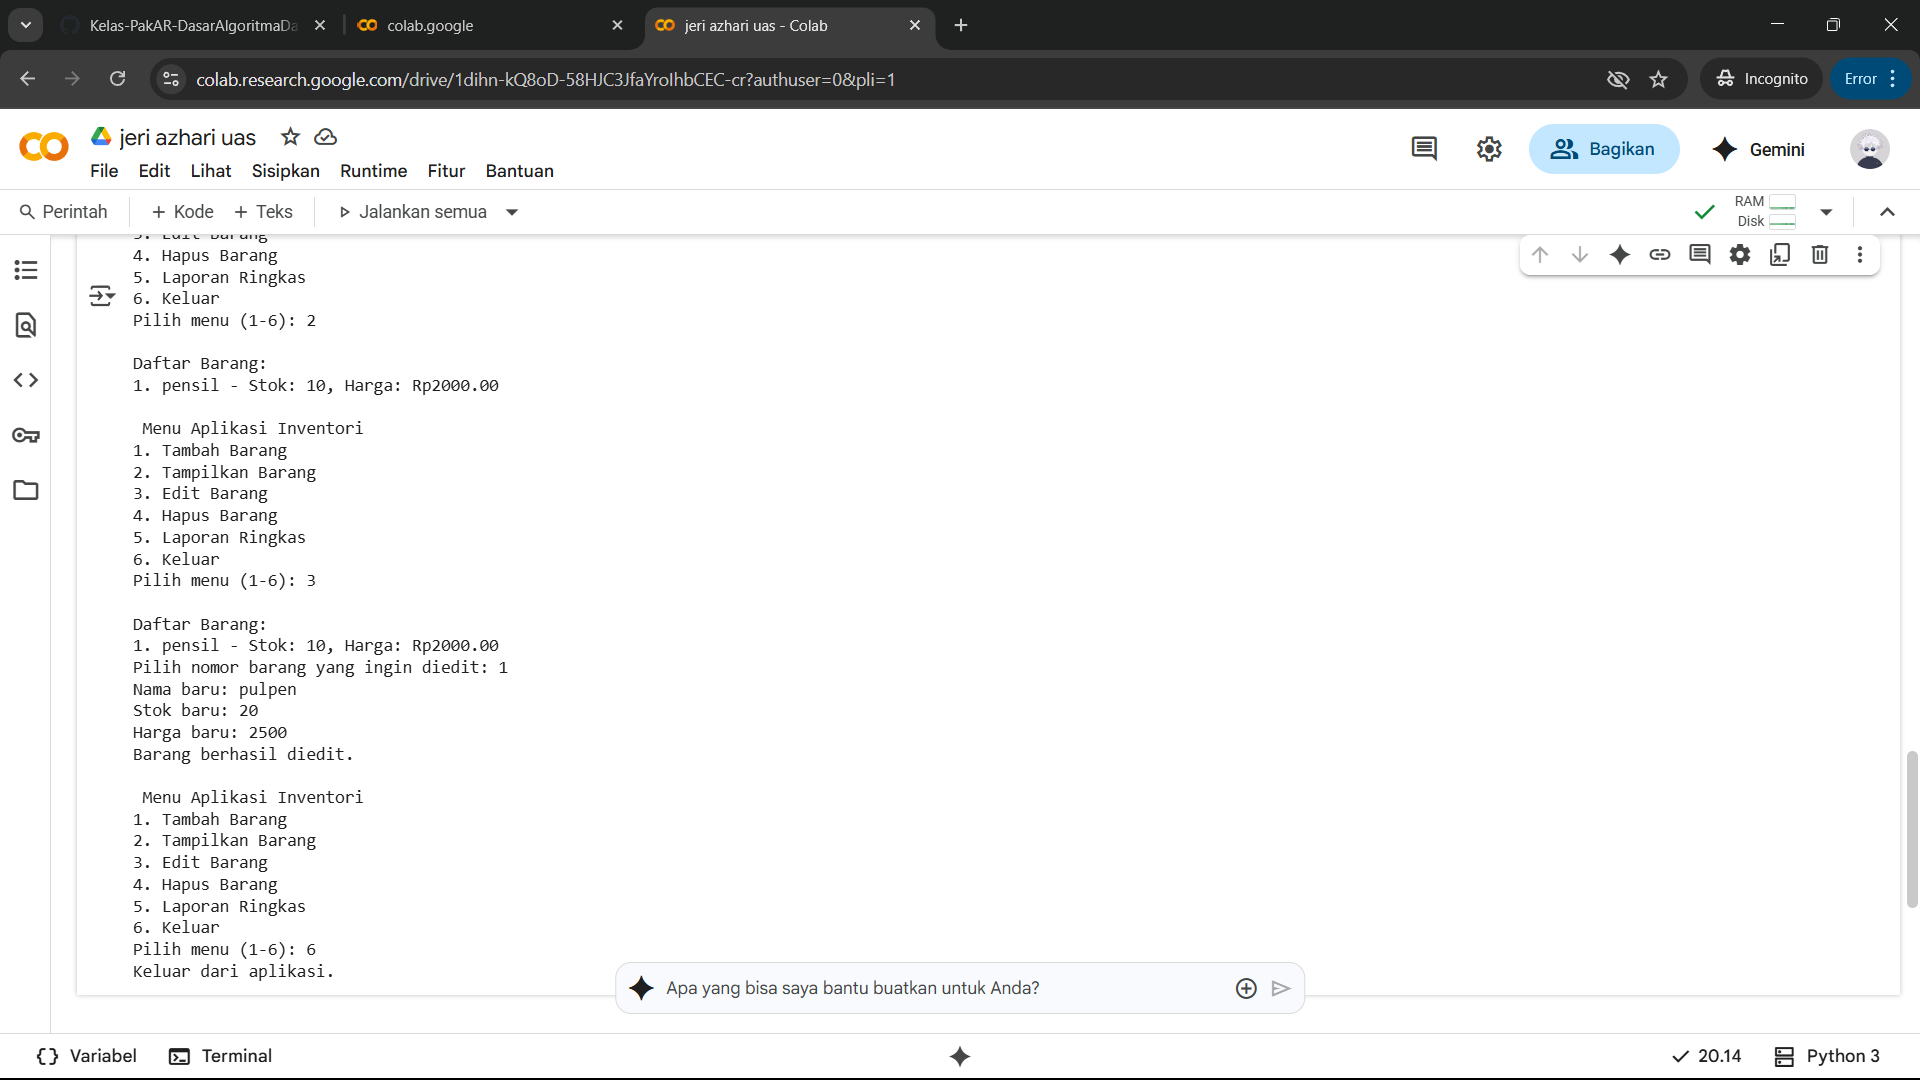 Kelas-PakAR-DasarAlgoritmaDa
colab.google
jeri azhari uas - Colab
colab.research.google.com/drive/1dihn-kQ8oD-58HJC3JfaYroIhbCEC-cr?authuser=0&pli=1
Incognito
Error
jeri azhari uas
File Edit Lihat Sisipkan Runtime Fitur Bantuan
Bagikan
Gemini
Perintah
+ Kode + Teks
Jalankan semua
RAM
Disk
3. Edit Barang
4. Hapus Barang
5. Laporan Ringkas
6. Keluar
Pilih menu (1-6): 2
Daftar Barang:
1. pensil - Stok: 10, Harga: Rp2000.00
Menu Aplikasi Inventori
1. Tambah Barang
2. Tampilkan Barang
3. Edit Barang
4. Hapus Barang
5. Laporan Ringkas
6. Keluar
Pilih menu (1-6): 3
Daftar Barang:
1. pensil - Stok: 10, Harga: Rp2000.00
Pilih nomor barang yang ingin diedit: 1
Nama baru: pulpen
Stok baru: 20
Harga baru: 2500
Barang berhasil diedit.
Menu Aplikasi Inventori
1. Tambah Barang
2. Tampilkan Barang
3. Edit Barang
4. Hapus Barang
5. Laporan Ringkas
6. Keluar
Pilih menu (1-6): 6
Keluar dari aplikasi.
Apa yang bisa saya bantu buatkan untuk Anda?
Variabel
Terminal
20.14
Python 3